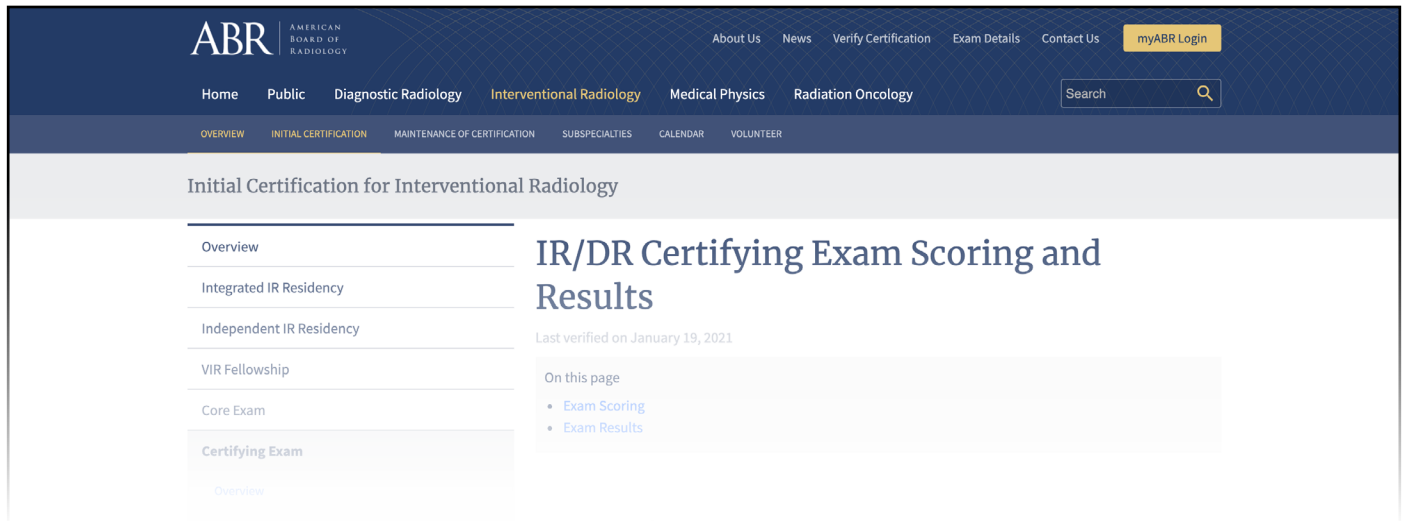 ABR
AMERICAN
BOARD OF
RADIOLOGY
About Us News Verify Certification Exam Details Contact Us myABR Login
Home Public Diagnostic Radiology Interventional Radiology Medical Physics Radiation Oncology Search
OVERVIEW INITIAL CERTIFICATION MAINTENANCE OF CERTIFICATION SUBSPECIALTIES CALENDAR VOLUNTEER
Initial Certification for Interventional Radiology
Overview
Integrated IR Residency
Independent IR Residency
VIR Fellowship
Core Exam
Certifying Exam
Overview
IR/DR Certifying Exam Scoring and
Results
Last verified on January 19, 2021
On this page
• Exam Scoring
• Exam Results